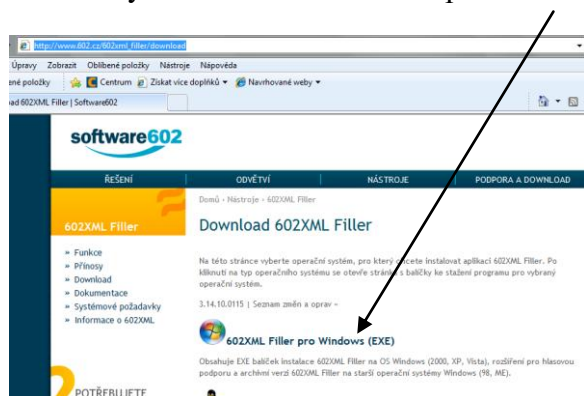 http://www.602.cz/602xml_filler/download
Úpravy Zobrazit Oblíbené položky Nástroje Nápověda
ené položky Centrum Získat více doplňků Navrhované weby
ad 602XML Filler | Software602
software602
ŘEŠENÍ ODVĚTVÍ NÁSTROJE PODPORA A DOWNLOAD
Domů - Nástroje - 602XML Filler
602XML Filler
Download 602XML Filler
» Funkce
» Přínosy
» Download
» Dokumentace
» Systémové požadavky
» Informace o 602XML
Na této stránce vyberte operační systém, pro který chcete instalovat aplikaci 602XML Filler. Po
kliknutí na typ operačního systému se otevře stránka s balíčky ke stažení programu pro vybraný
operační systém.
3.14.10.0115 | Seznam změn a oprav »
602XML Filler pro Windows (EXE)
Obsahuje EXE balíček instalace 602XML Filler na OS Windows (2000, XP, Vista), rozšíření pro hlasovou
podporu a archivní verzi 602XML Filler na starší operační systémy Windows (98, ME).
2
POTŘEBUJETE